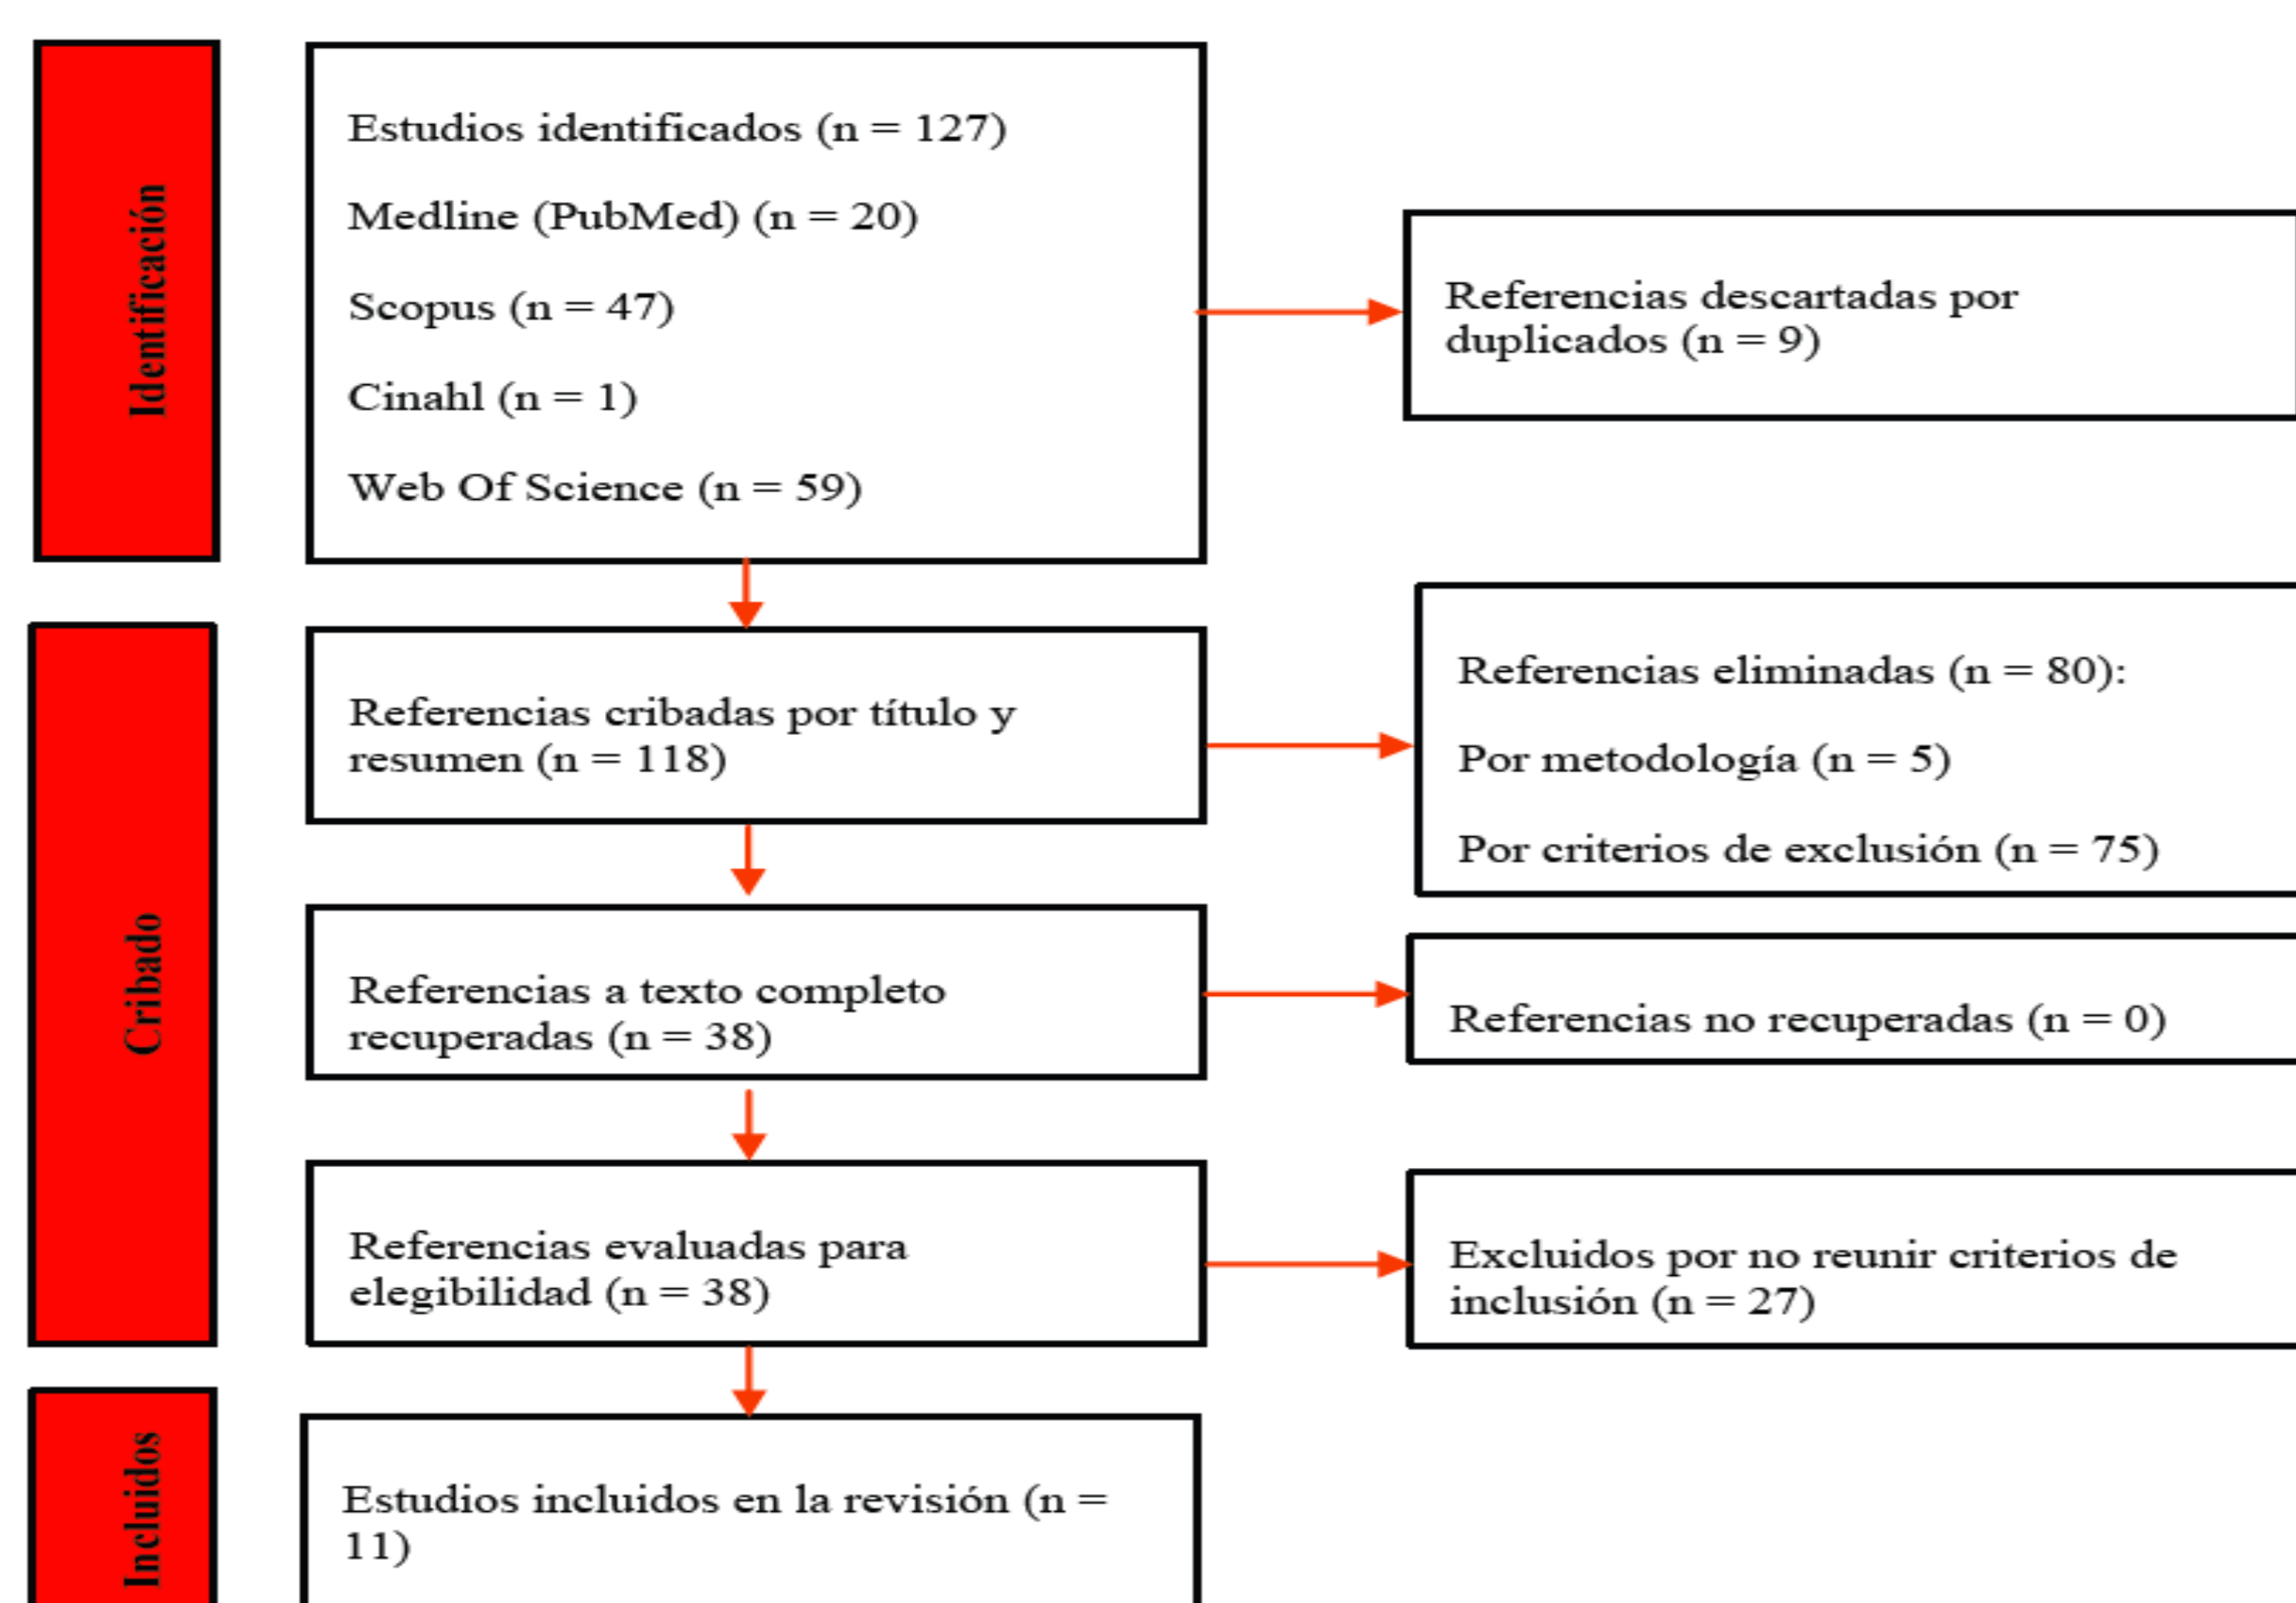 Identificación
Estudios identificados (n = 127)
Medline (PubMed) (n = 20)
Scopus (n = 47)
Cinahl (n = 1)
Web Of Science (n = 59)
Referencias descartadas por
duplicados (n = 9)
Cribado
Referencias cribadas por título y
resumen (n = 118)
Referencias eliminadas (n = 80):
Por metodología (n = 5)
Por criterios de exclusión (n = 75)
Referencias a texto completo
recuperadas (n = 38)
Referencias no recuperadas (n = 0)
Referencias evaluadas para
elegibilidad (n = 38)
Excluidos por no reunir criterios de
inclusión (n = 27)
Incluidos
Estudios incluidos en la revisión (n =
11)